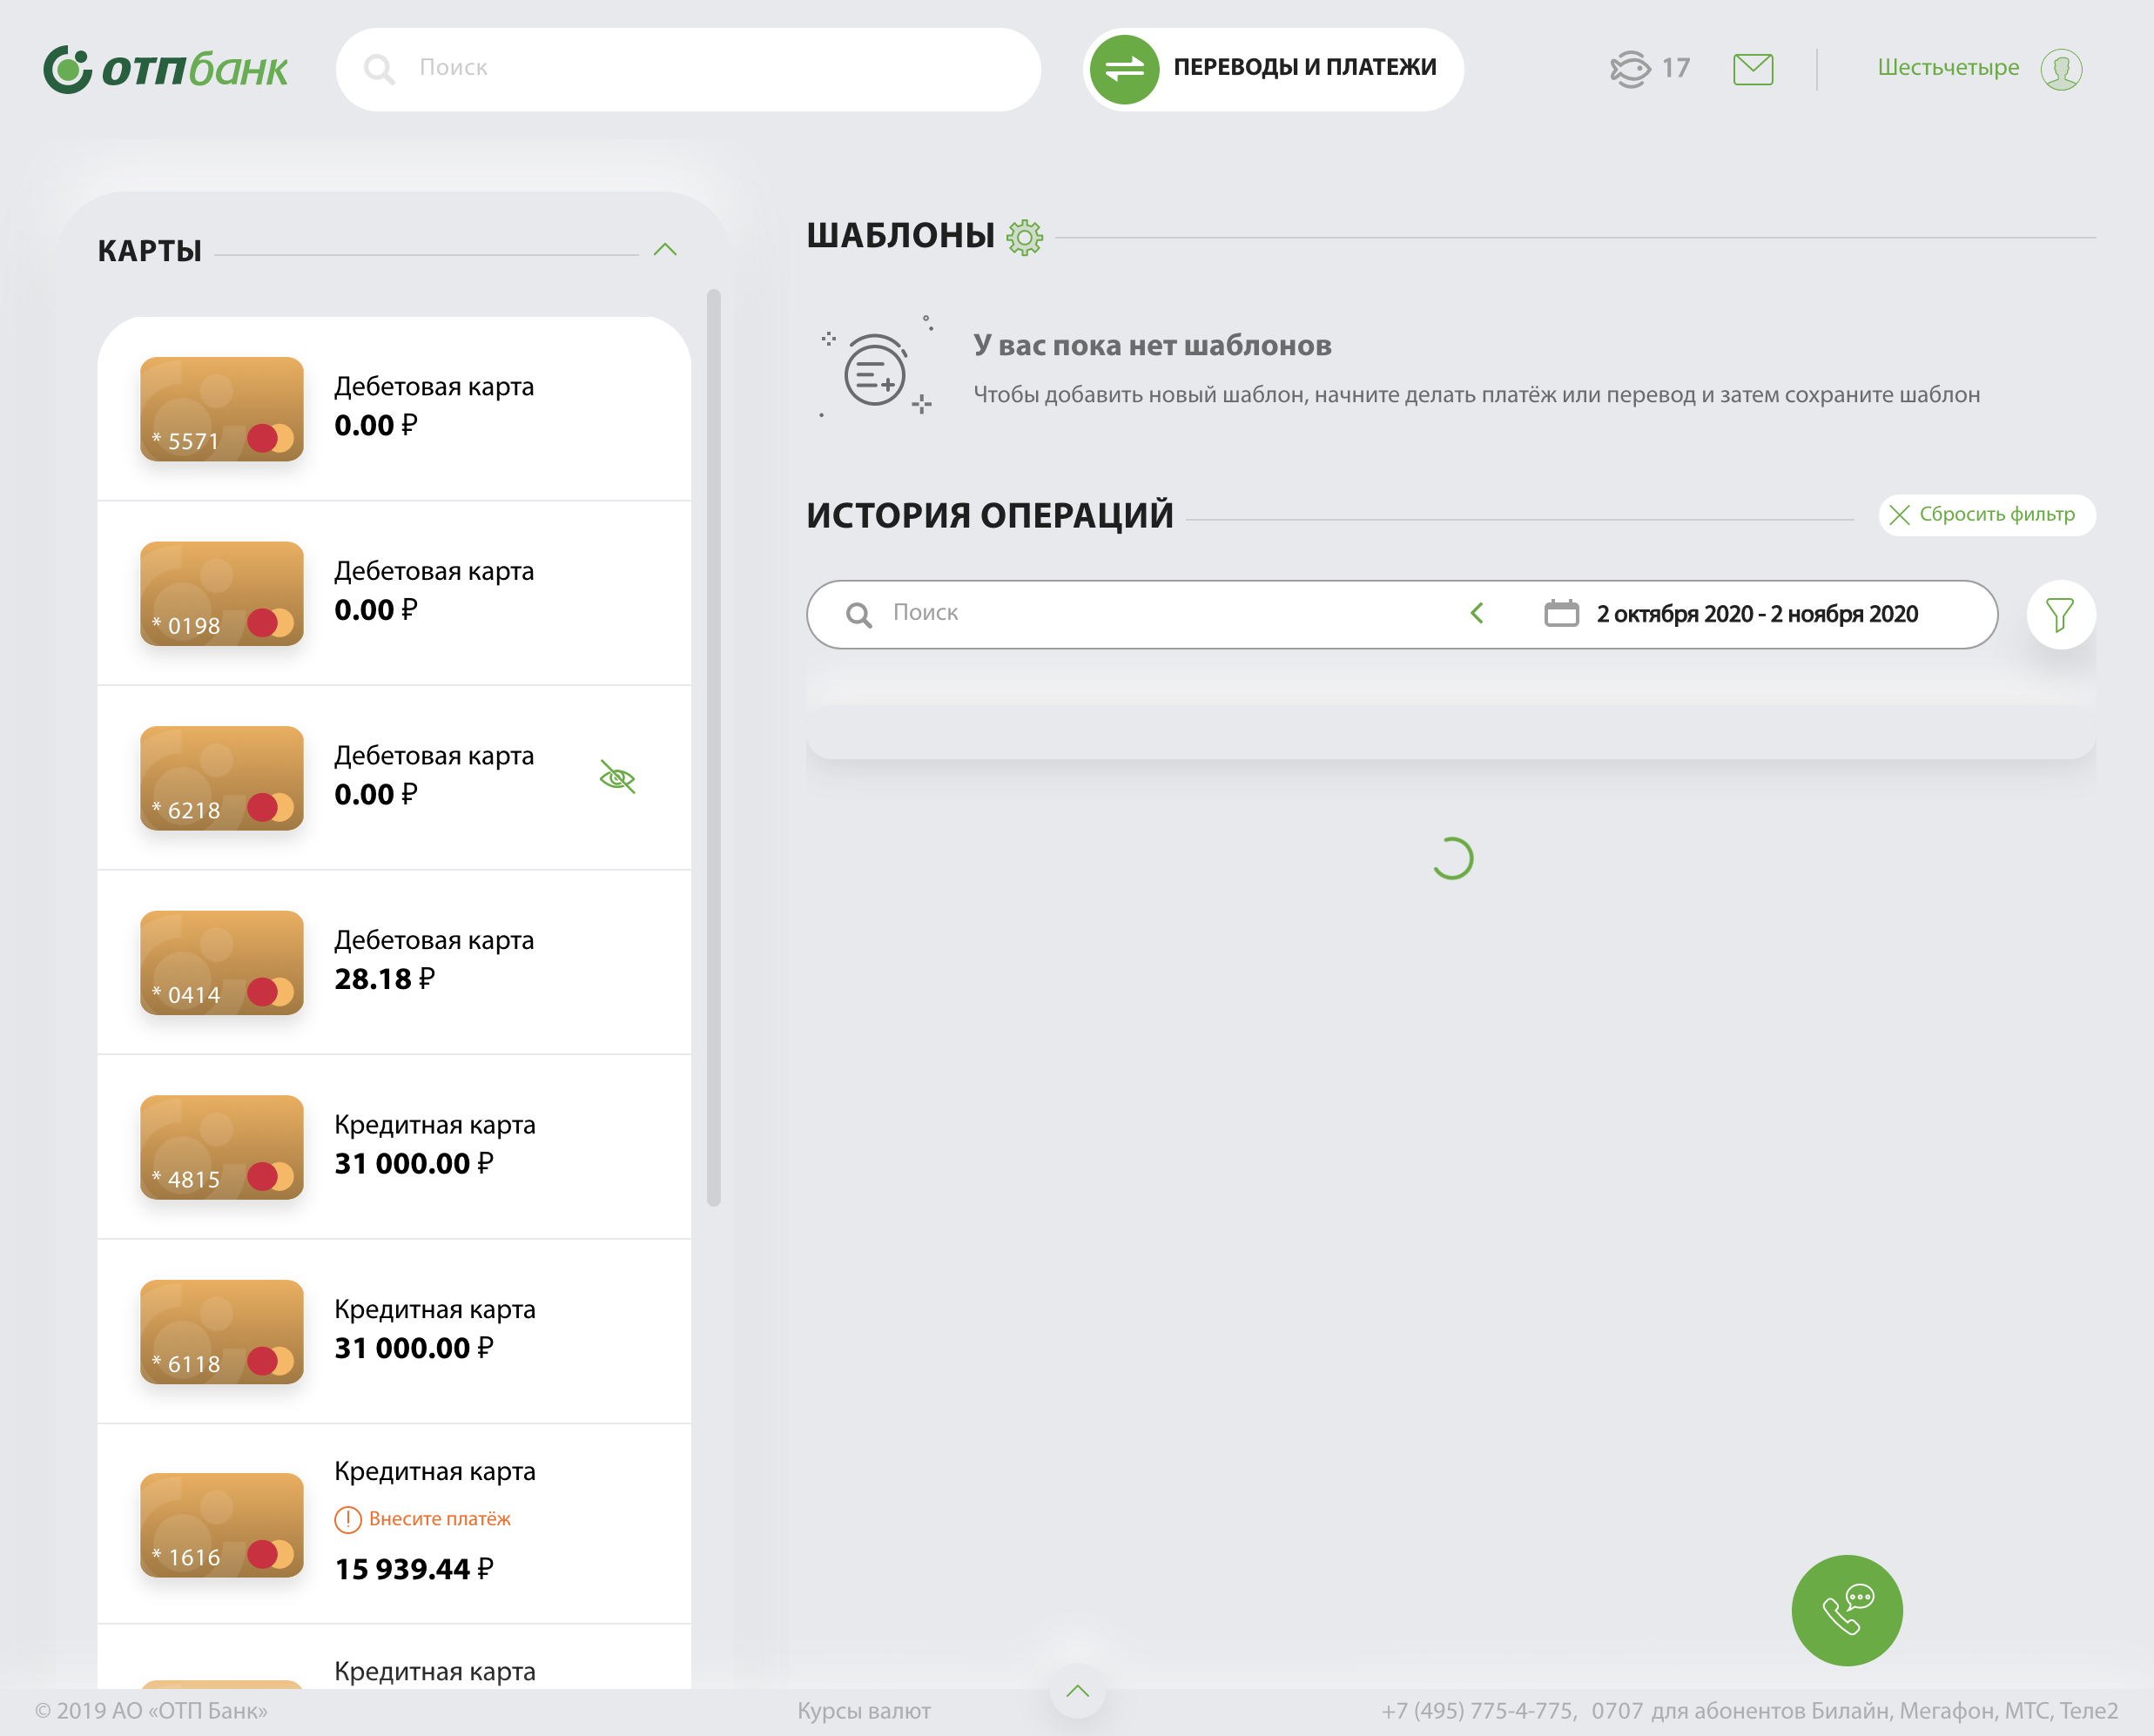 отпбанк
Поиск
ПЕРЕВОДЫ И ПЛАТЕЖИ
17
Шестьчетыре
КАРТЫ
Дебетовая карта
0.00 ₽
* 5571
Дебетовая карта
0.00 ₽
* 0198
Дебетовая карта
0.00 ₽
* 6218
Дебетовая карта
28.18 ₽
* 0414
Кредитная карта
31 000.00 ₽
* 4815
Кредитная карта
31 000.00 ₽
* 6118
Кредитная карта
Внесите платёж
15 939.44 ₽
* 1616
Кредитная карта
ШАБЛОНЫ
У вас пока нет шаблонов
Чтобы добавить новый шаблон, начните делать платёж или перевод и затем сохраните шаблон
ИСТОРИЯ ОПЕРАЦИЙ
Сбросить фильтр
Поиск
2 октября 2020 - 2 ноября 2020
© 2019 АО «ОТП Банк»
Курсы валют
+7 (495) 775-4-775, 0707 для абонентов Билайн, Мегафон, МТС, Теле2